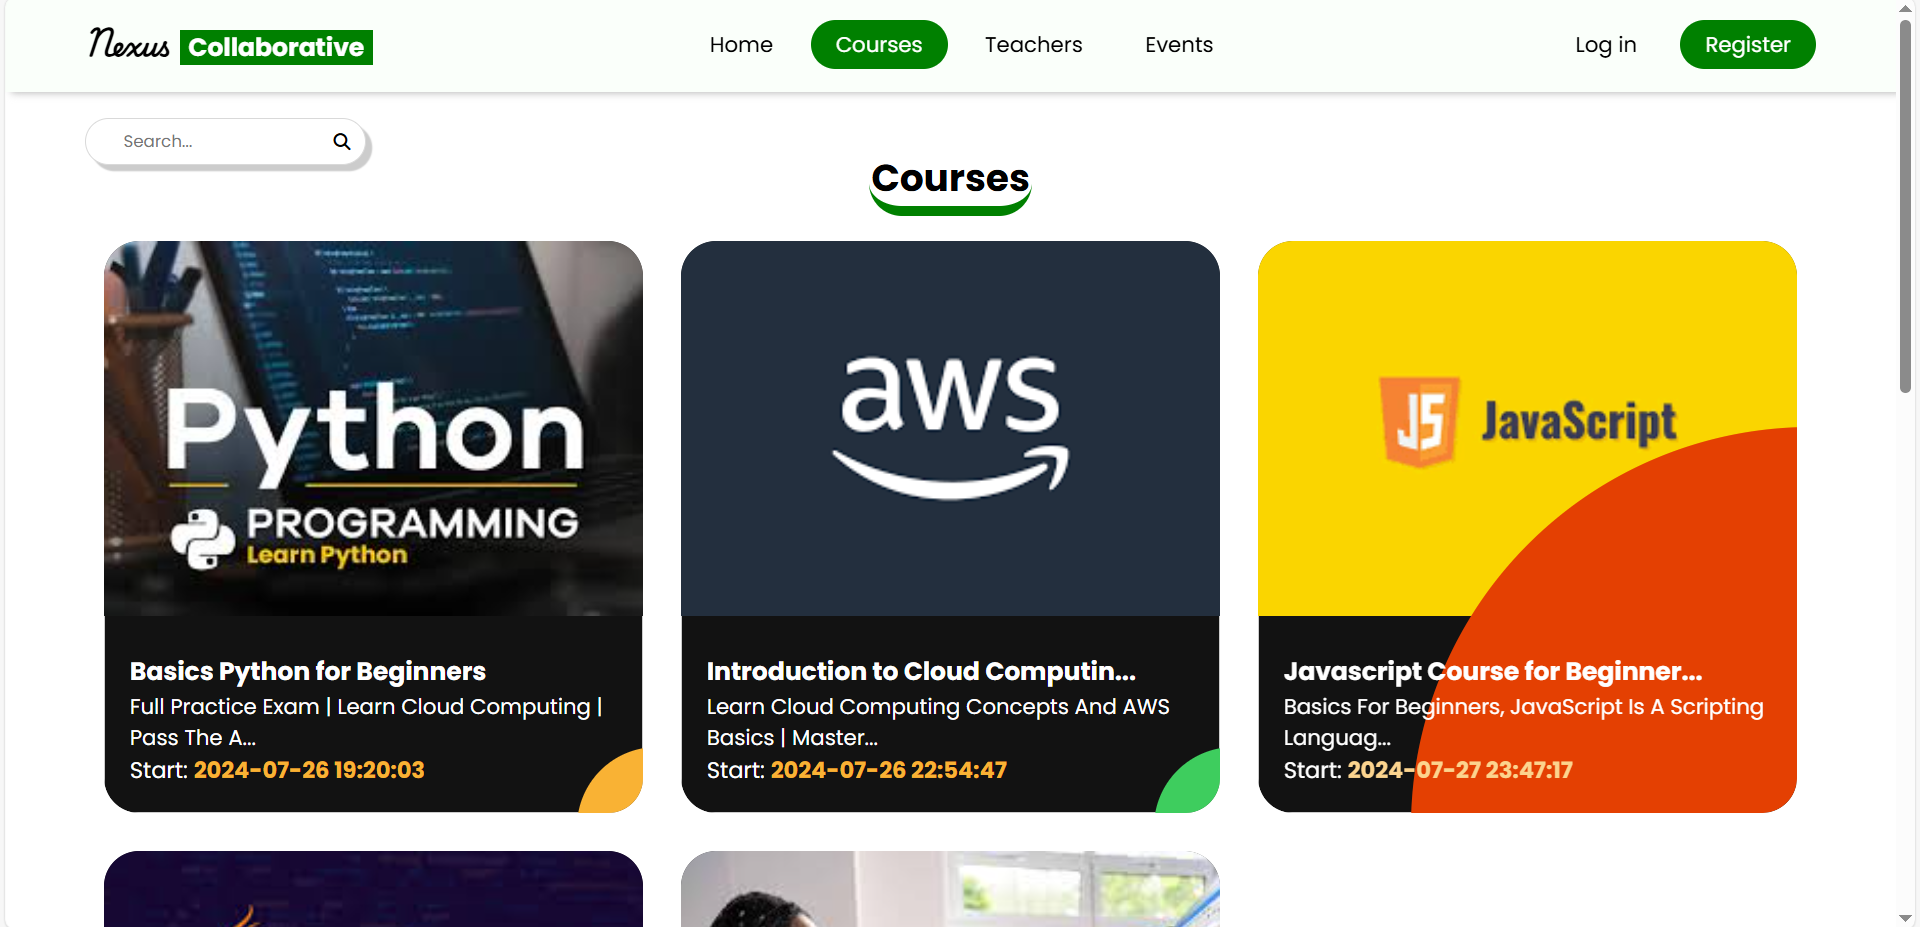 Nexus Collaborative
Home
Courses
Teachers
Events
Log in
Register
Search...
Courses
Python
PROGRAMMING
Learn Python
Basics Python for Beginners
Full Practice Exam | Learn Cloud Computing |
Pass The A...
Start: 2024-07-26 19:20:03
aws
Introduction to Cloud Computin...
Learn Cloud Computing Concepts And AWS
Basics | Master...
Start: 2024-07-26 22:54:47
JS
JavaScript
Javascript Course for Beginner...
Basics For Beginners, JavaScript Is A Scripting
Languag...
Start: 2024-07-27 23:47:17